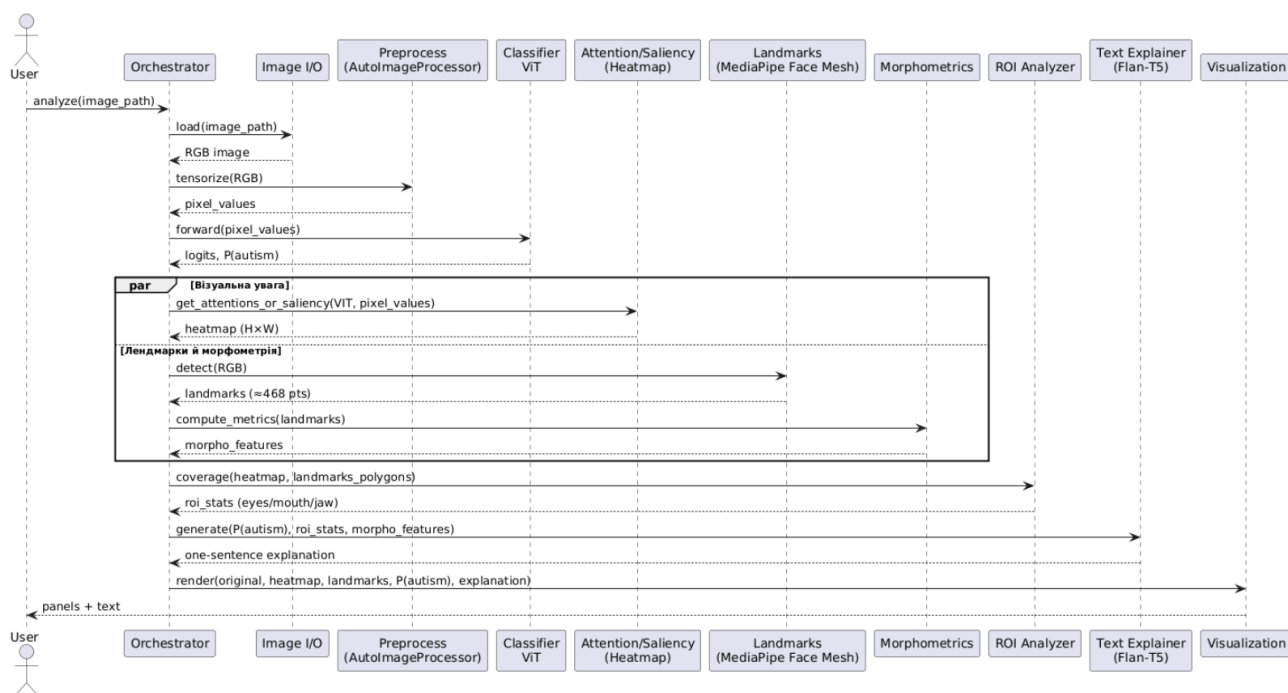 User
Orchestrator
Image I/O
Preprocess
(AutoImageProcessor)
Classifier
ViT
Attention/Saliency
(Heatmap)
Landmarks
(MediaPipe Face Mesh)
Morphometrics
ROI Analyzer
Text Explainer
(Flan-T5)
Visualization
analyze(image_path)
load(image_path)
RGB image
tensorize(RGB)
pixel_values
forward(pixel_values)
logits, P(autism)
par
[Візуальна увага]
get_attentions_or_saliency(VIT, pixel_values)
heatmap (H×W)
[Лендмарки й морфометрія]
detect(RGB)
landmarks (≈468 pts)
compute_metrics(landmarks)
morpho_features
coverage(heatmap, landmarks_polygons)
roi_stats (eyes/mouth/jaw)
generate(P(autism), roi_stats, morpho_features)
one-sentence explanation
render(original, heatmap, landmarks, P(autism), explanation)
panels + text
User
Orchestrator
Image I/O
Preprocess
(AutoImageProcessor)
Classifier
ViT
Attention/Saliency
(Heatmap)
Landmarks
(MediaPipe Face Mesh)
Morphometrics
ROI Analyzer
Text Explainer
(Flan-T5)
Visualization